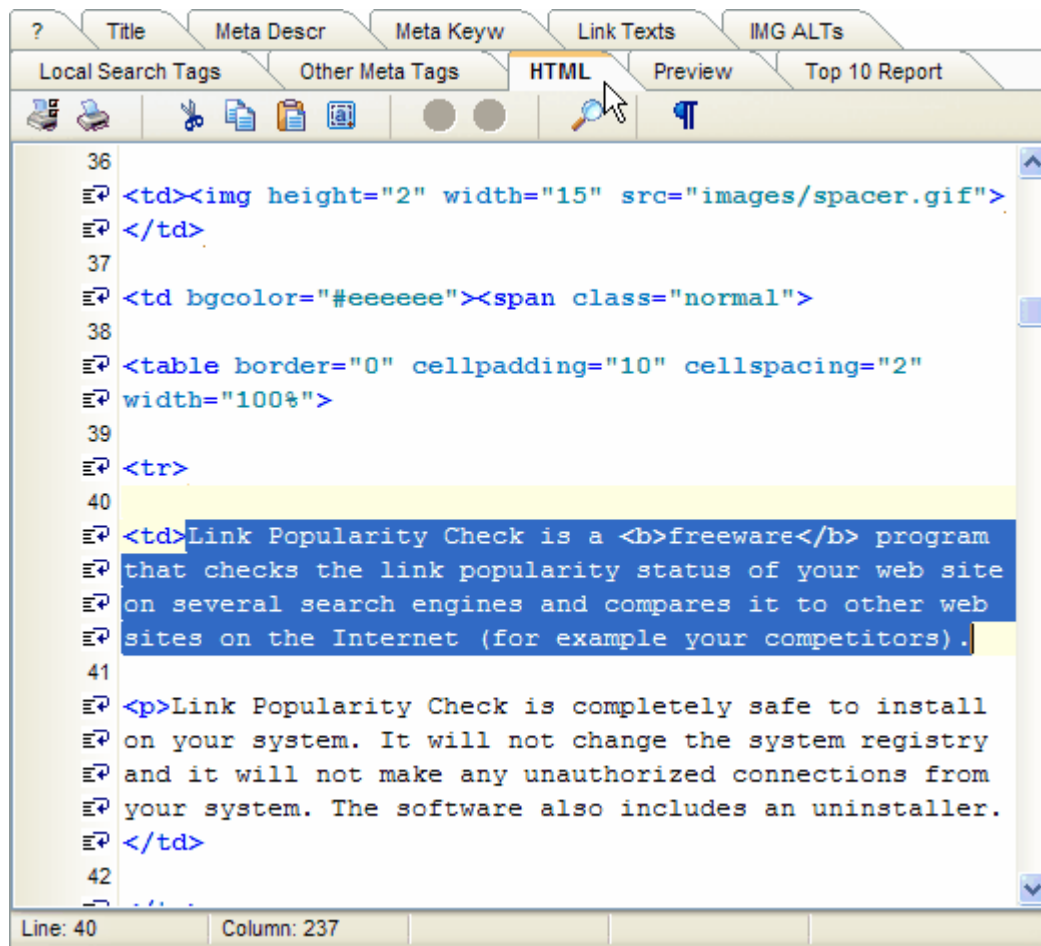 ? Title Meta Descr Meta Keyw Link Texts IMG ALTs
Local Search Tags Other Meta Tags HTML Preview Top 10 Report
36
<td><img height="2" width="15" src="images/spacer.gif">
</td>
37
<td bgcolor="#eeeeee"><span class="normal">
38
<table border="0" cellpadding="10" cellspacing="2"
width="100%">
39
<tr>
40
<td>Link Popularity Check is a <b>freeware</b> program
that checks the link popularity status of your web site
on several search engines and compares it to other web
sites on the Internet (for example your competitors).
41
<p>Link Popularity Check is completely safe to install
on your system. It will not change the system registry
and it will not make any unauthorized connections from
your system. The software also includes an uninstaller.
</td>
42
Line: 40 Column: 237